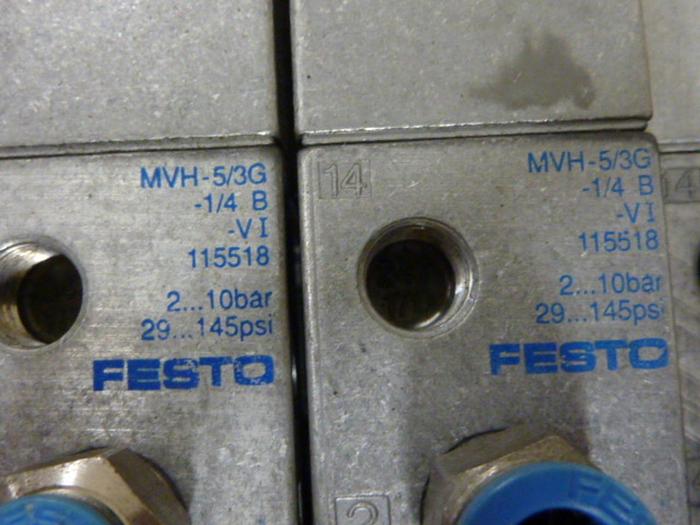 MVH-5/3G
-1/4 B
-VI
115518
2...10bar
29...145psi
FESTO
14
MVH-5/3G
-1/4 B
-VI
115518
2...10bar
29...145psi
FESTO
2
14